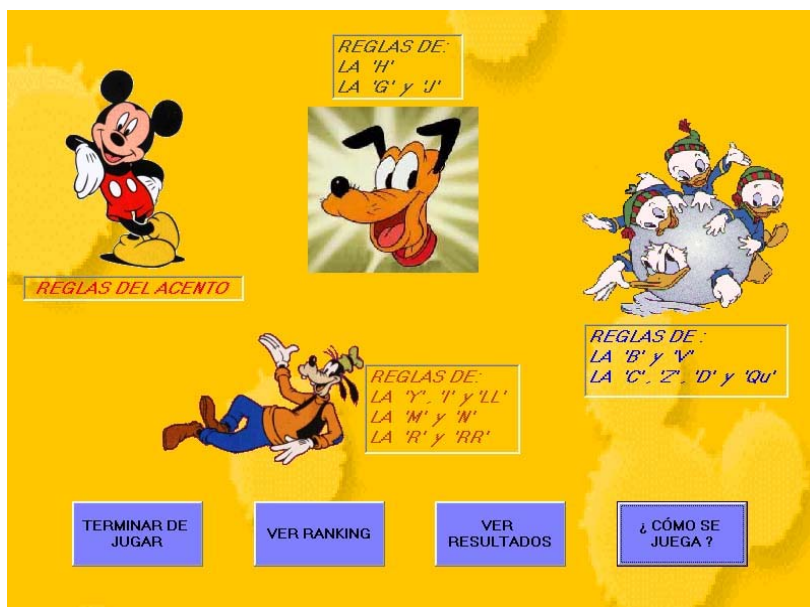 REGLAS DE:
LA 'H'
LA 'G' y 'J'
REGLAS DEL ACENTO
REGLAS DE :
LA 'B' y 'V'
LA 'C', 'Z', 'D' y 'Qu'
REGLAS DE:
LA 'Y', 'I' y 'LL'
LA 'M' y 'N'
LA 'R' y 'RR'
TERMINAR DE
JUGAR
VER RANKING
VER
RESULTADOS
¿ CÓMO SE
JUEGA ?